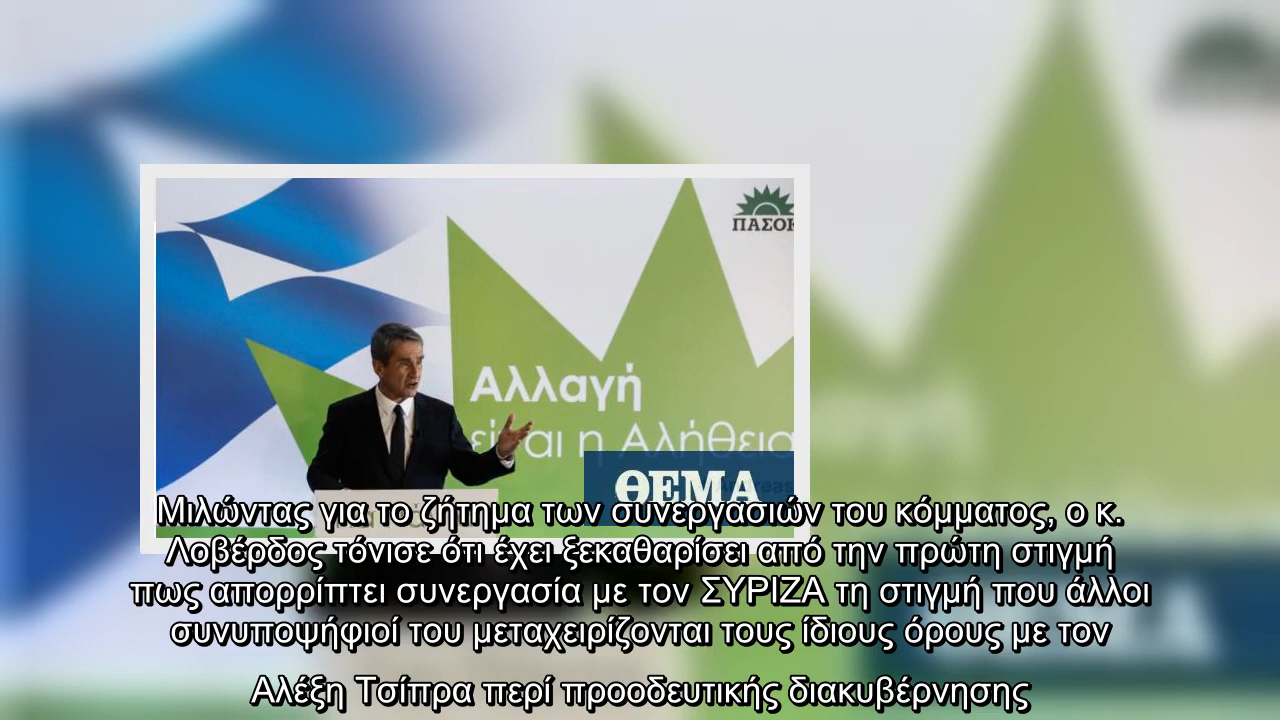 ΠΑΣΟΚ
Αλλαγή
είναι η Αλήθεια
ΘΕΜΑ
Μιλώντας για το ζήτημα των συνεργασιών του κόμματος, ο κ.
Λοβέρδος τόνισε ότι έχει ξεκαθαρίσει από την πρώτη στιγμή
πως απορρίπτει συνεργασία με τον ΣΥΡΙΖΑ τη στιγμή που άλλοι
συνυποψήφιοί του μεταχειρίζονται τους ίδιους όρους με τον
Αλέξη Τσίπρα περί προοδευτικής διακυβέρνησης